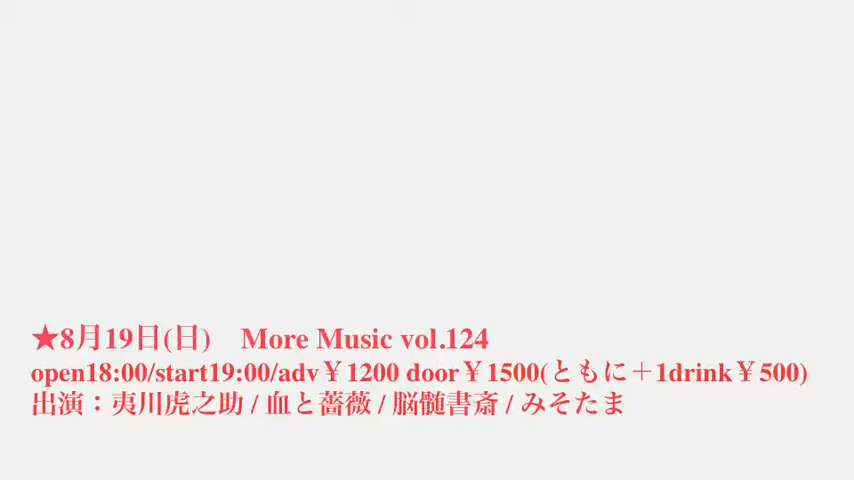 ★8月19日(日)　More Music vol.124
open18:00/start19:00/adv￥1200 door￥1500(ともに＋1drink￥500)
出演：夷川虎之助 / 血と薔薇 / 脳髄書斎 / みそたま